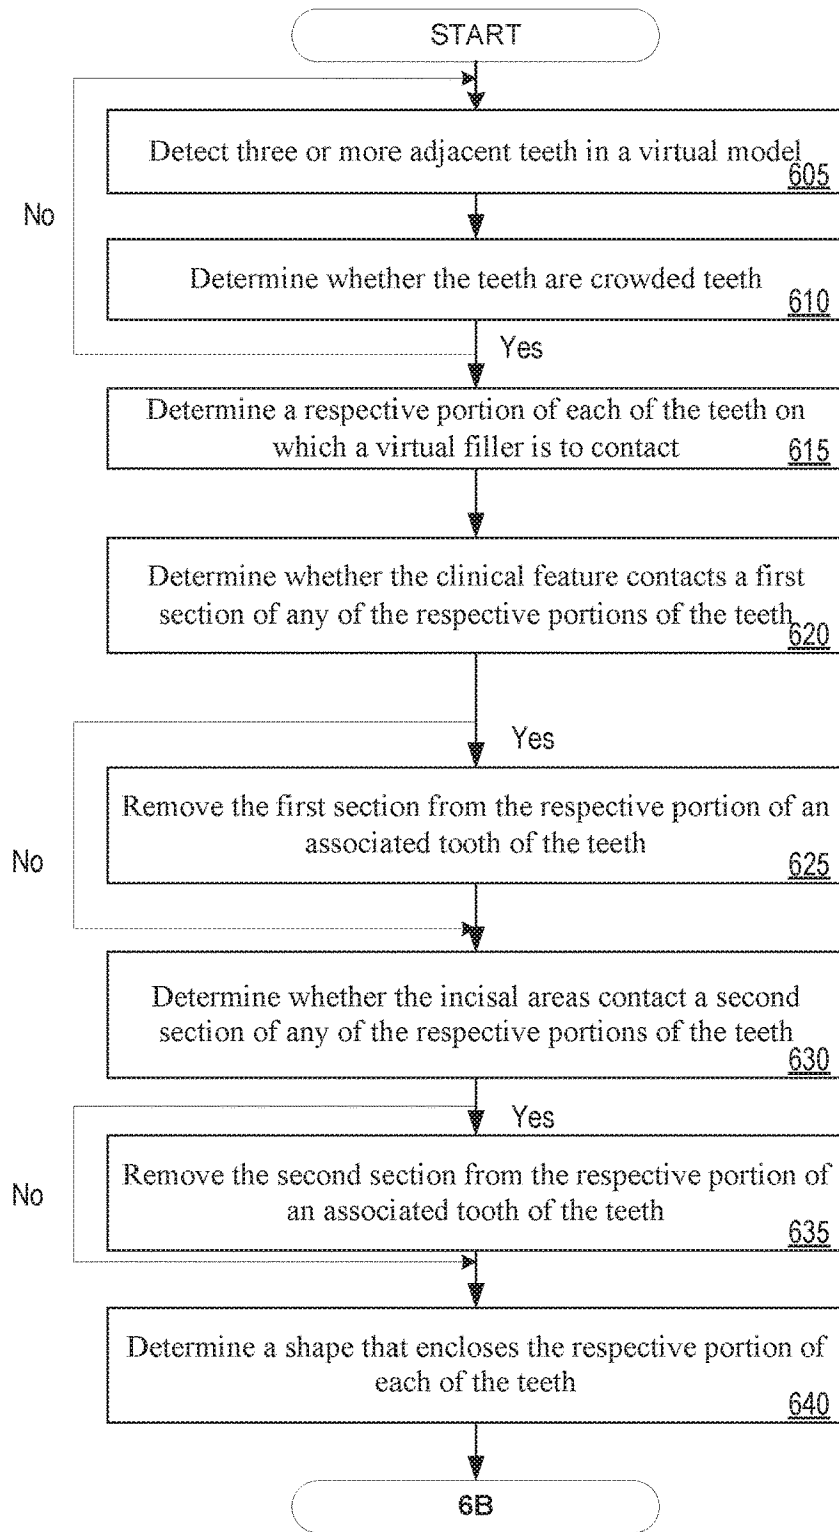 START
Detect three or more adjacent teeth in a virtual model
605
No
Determine whether the teeth are crowded teeth
610
Yes
Determine a respective portion of each of the teeth on
which a virtual filler is to contact
615
Determine whether the clinical feature contacts a first
section of any of the respective portions of the teeth
620
Yes
Remove the first section from the respective portion of an
associated tooth of the teeth
625
No
Determine whether the incisal areas contact a second
section of any of the respective portions of the teeth
630
Yes
Remove the second section from the respective portion of
an associated tooth of the teeth
635
No
Determine a shape that encloses the respective portion of
each of the teeth
640
6B